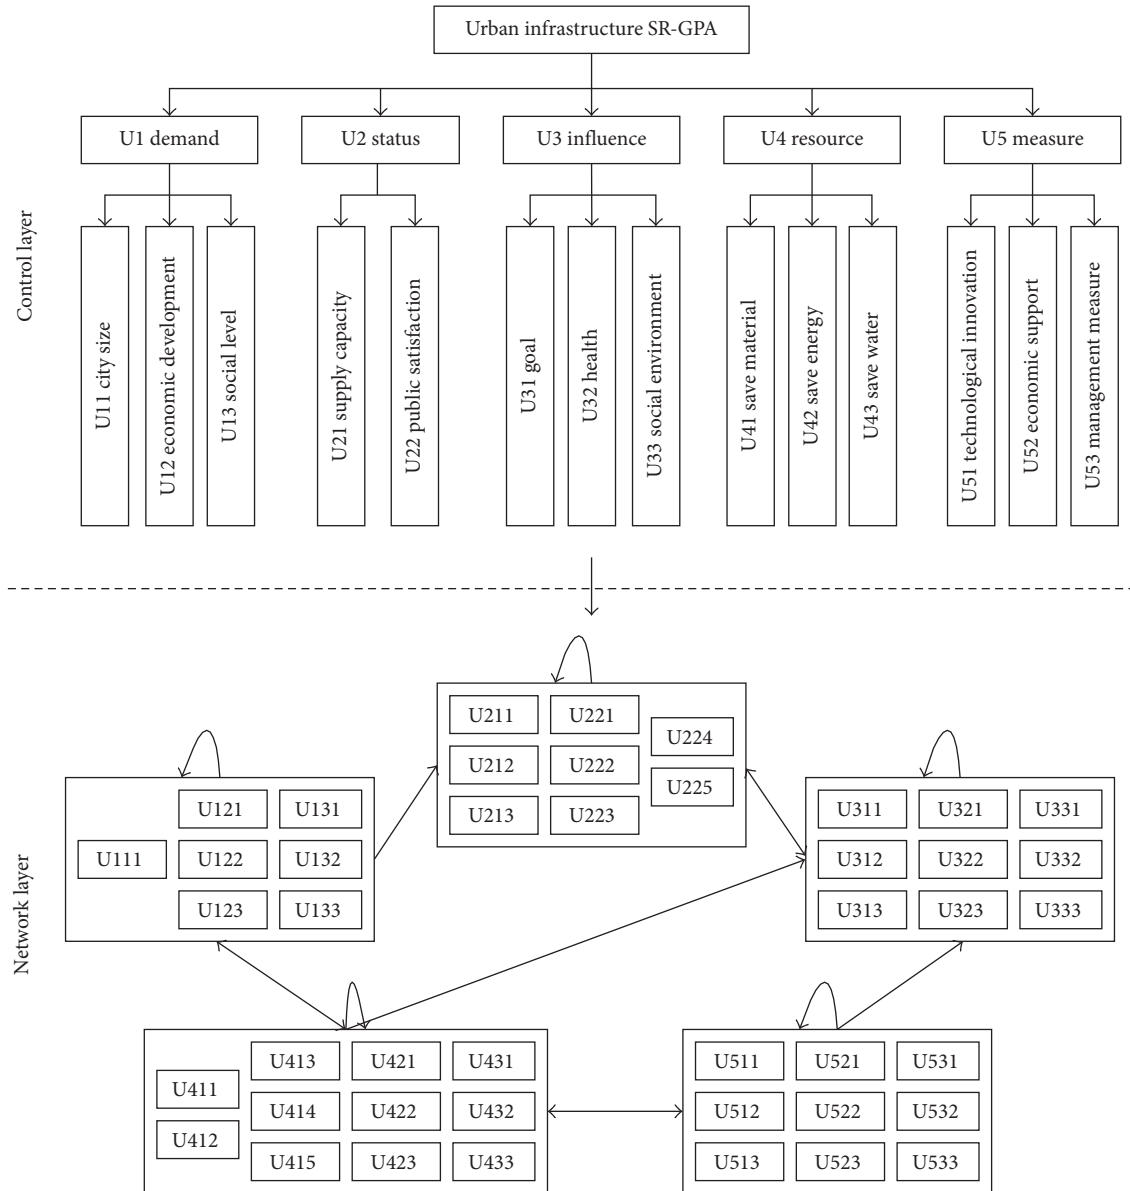 Urban infrastructure SR-GPA
U1 demand
U2 status
U3 influence
U4 resource
U5 measure
Control layer
U11 city size
U12 economic development
U13 social level
U21 supply capacity
U22 public satisfaction
U31 goal
U32 health
U33 social environment
U41 save material
U42 save energy
U43 save water
U51 technological innovation
U52 economic support
U53 management measure
Network layer
U211
U221
U224
U212
U222
U225
U213
U223
U121
U131
U111
U122
U132
U123
U133
U311
U321
U331
U312
U322
U332
U313
U323
U333
U413
U421
U431
U411
U414
U422
U432
U412
U415
U423
U433
U511
U521
U531
U512
U522
U532
U513
U523
U533